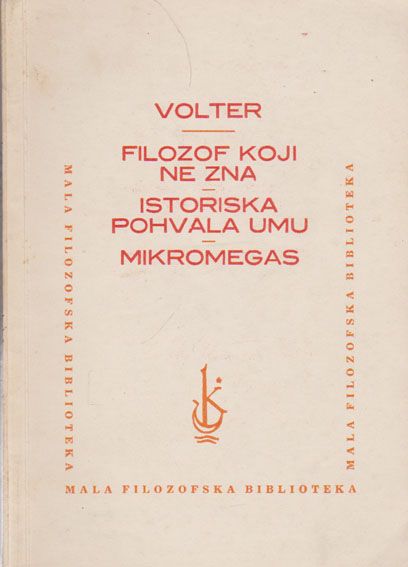 VOLTER
FILOZOF KOJI
NE ZNA
ISTORISKA
POHVALA UMU
MIKROMEGAS
MALA FILOZOFSKA BIBLIOTEKA
MALA FILOZOFSKA BIBLIOTEKA
MALA FILOZOFSKA BIBLIOTEKA